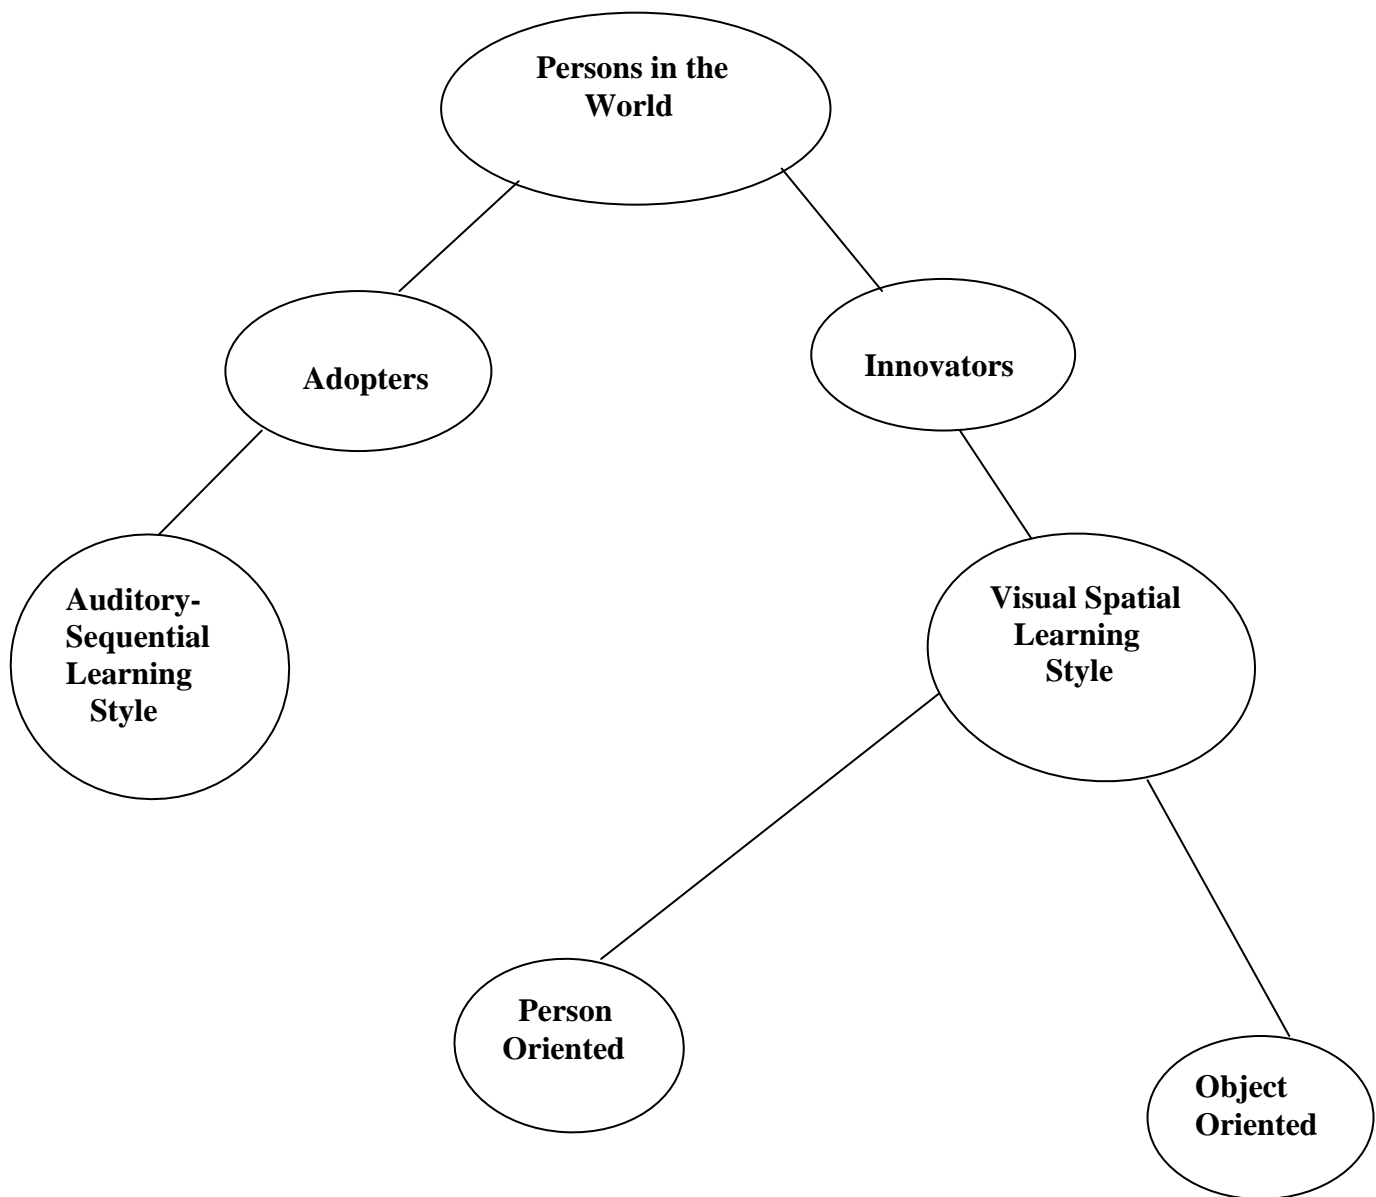 Persons in the
World
Adopters
Innovators
Auditory-
Sequential
Learning
Style
Visual Spatial
Learning
Style
Person
Oriented
Object
Oriented